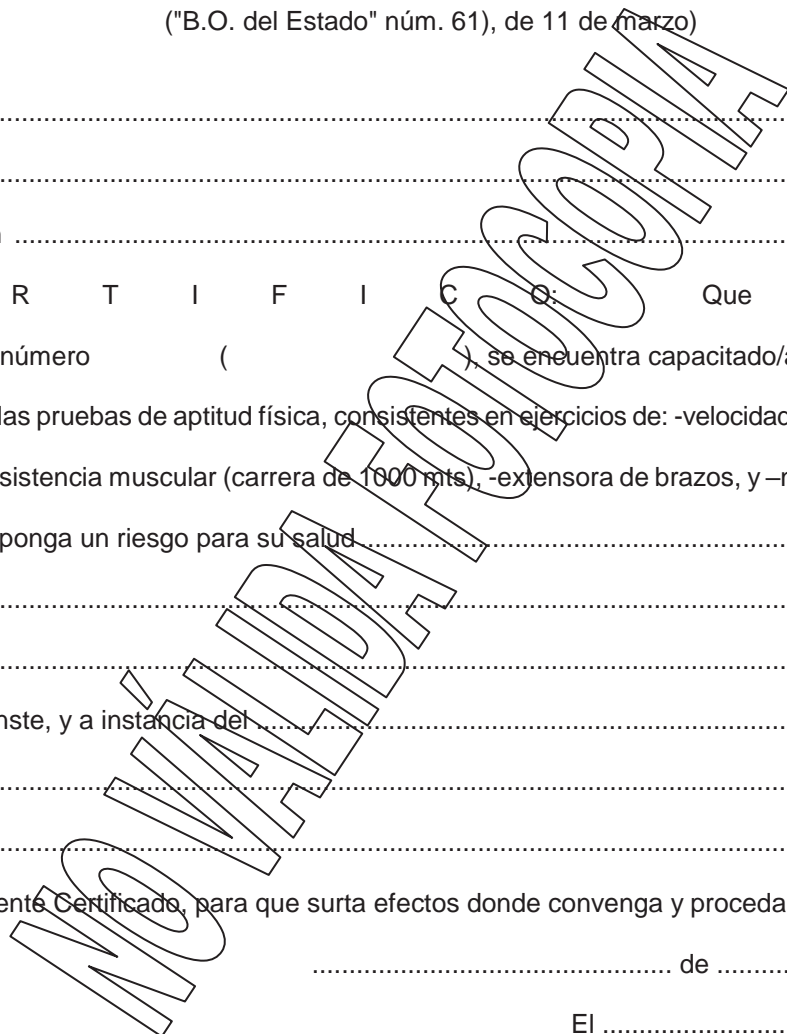 ("B.O. del Estado" núm. 61), de 11 de marzo)
....................................................................................................
....................................................................................................
....................................................................................................
R T I F I C O: Que
número ( ), se encuentra capacitado/a
las pruebas de aptitud física, consistentes en ejercicios de: -velocidad
sistencia muscular (carrera de 1000 mts), -extensora de brazos, y –r
ponga un riesgo para su salud............................................................
....................................................................................................
....................................................................................................
nste, y a instancia del ..........................................................................
....................................................................................................
....................................................................................................
ente Certificado, para que surta efectos donde convenga y proceda
.................................................. de ..........
El ..........................
NO VÁLIDA FOTOCOPIA